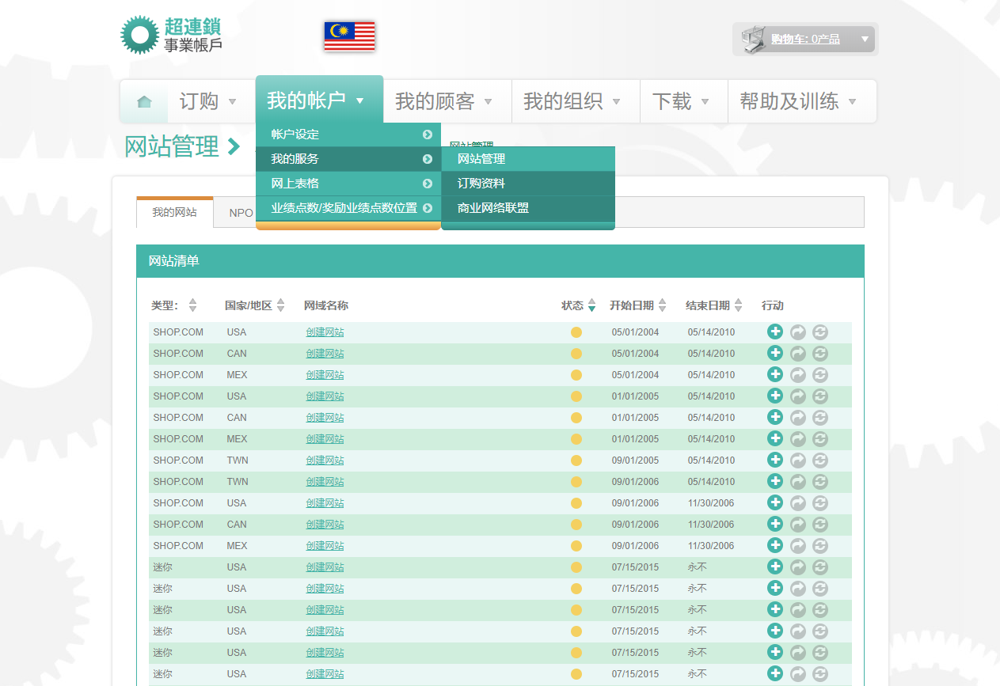 超連鎖
事業帳戶
购物车: 0产品
订购
我的帐户
我的顾客
我的组织
下载
帮助及训练
网站管理
网站管理
帐户设定
我的服务
网上表格
业绩点数/奖励业绩点数位置
网站管理
订购资料
商业网络联盟
我的网站
NPO
网站清单
类型: 国家/地区 网域名称 状态 开始日期 结束日期 行动
SHOP.COM USA 创建网站 05/01/2004 05/14/2010
SHOP.COM CAN 创建网站 05/01/2004 05/14/2010
SHOP.COM MEX 创建网站 05/01/2004 05/14/2010
SHOP.COM USA 创建网站 01/01/2005 05/14/2010
SHOP.COM CAN 创建网站 01/01/2005 05/14/2010
SHOP.COM MEX 创建网站 01/01/2005 05/14/2010
SHOP.COM TWN 创建网站 09/01/2005 05/14/2010
SHOP.COM TWN 创建网站 09/01/2006 05/14/2010
SHOP.COM USA 创建网站 09/01/2006 11/30/2006
SHOP.COM CAN 创建网站 09/01/2006 11/30/2006
SHOP.COM MEX 创建网站 09/01/2006 11/30/2006
迷你 USA 创建网站 07/15/2015 永不
迷你 USA 创建网站 07/15/2015 永不
迷你 USA 创建网站 07/15/2015 永不
迷你 USA 创建网站 07/15/2015 永不
迷你 USA 创建网站 07/15/2015 永不
迷你 USA 创建网站 07/15/2015 永不